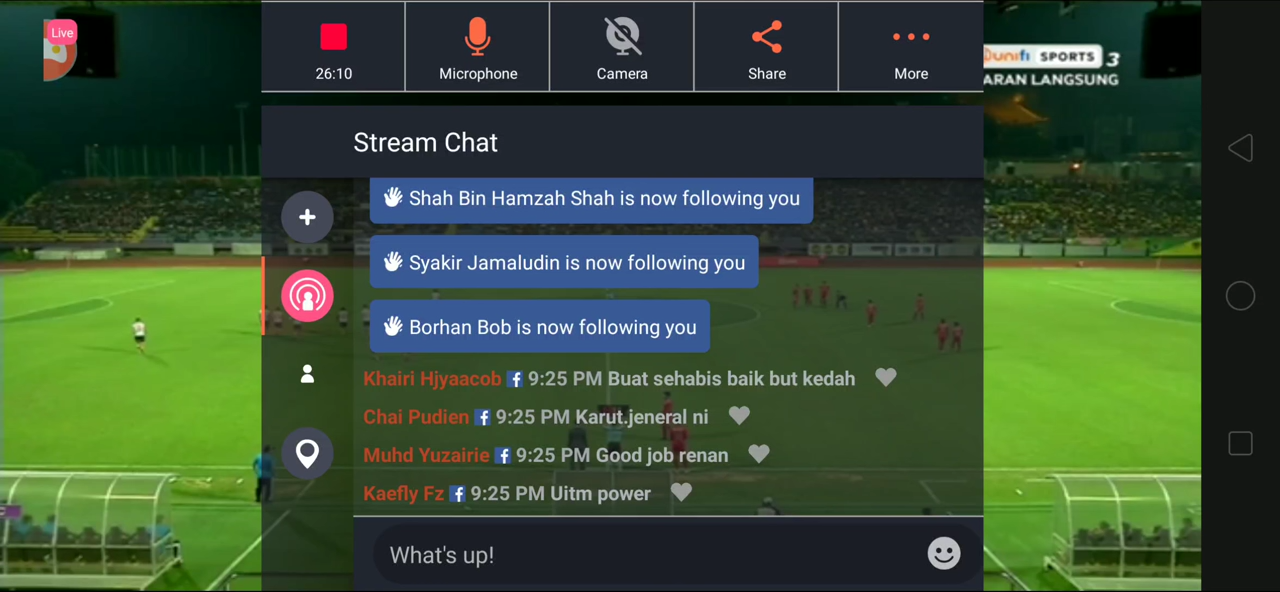 Live
26:10
Microphone
Camera
Share
More
unifi SPORTS 3
ARAN LANGSUNG
Stream Chat
Shah Bin Hamzah Shah is now following you
Syakir Jamaludin is now following you
Borhan Bob is now following you
Khairi Hjyaacob 9:25 PM Buat sehabis baik but kedah
Chai Pudien 9:25 PM Karut.jeneral ni
Muhd Yuzairie 9:25 PM Good job renan
Kaefly Fz 9:25 PM Uitm power
What's up!